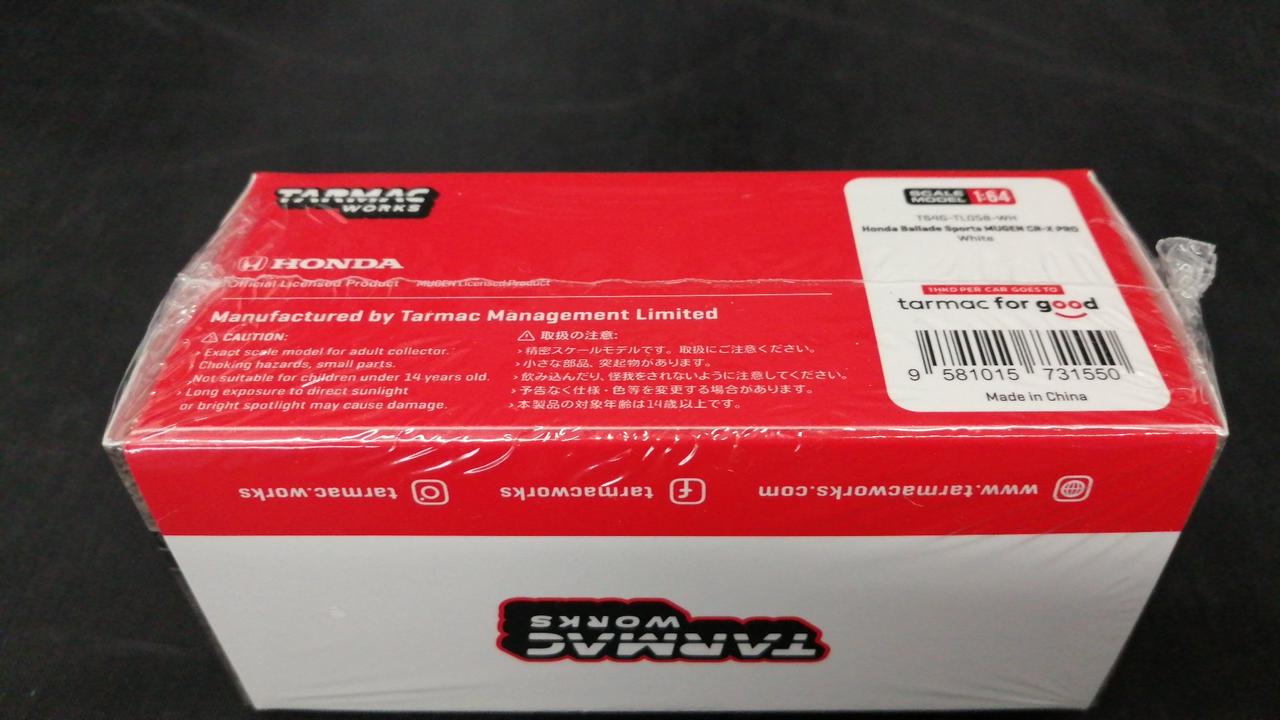 TARMAC
WORKS
HONDA
Official Licensed Product MUGEN Licensed Product
Manufactured by Tarmac Management Limited
CAUTION:
› Exact scale model for adult collector.
› Choking hazards, small parts.
› Not suitable for children under 14 years old.
› Long exposure to direct sunlight
or bright spotlight may cause damage.
取扱の注意:
› 精密スケールモデルです。取扱にご注意ください。
› 小さな部品、突起物があります。
› 飲み込んだり、怪我をされないように注意してください。
› 予告なく仕様・色等を変更する場合があります。
› 本製品の対象年齢は14歳以上です。
SCALE
MODEL 1:64
T64G-TL058-WH
Honda Ballade Sports MUGEN CR-X PRO
White
1HKD PER CAR GOES TO
tarmac for good
9 581015 731550
Made in China
www.tarmacworks.com
tarmacworks
tarmac.works
TARMAC
WORKS